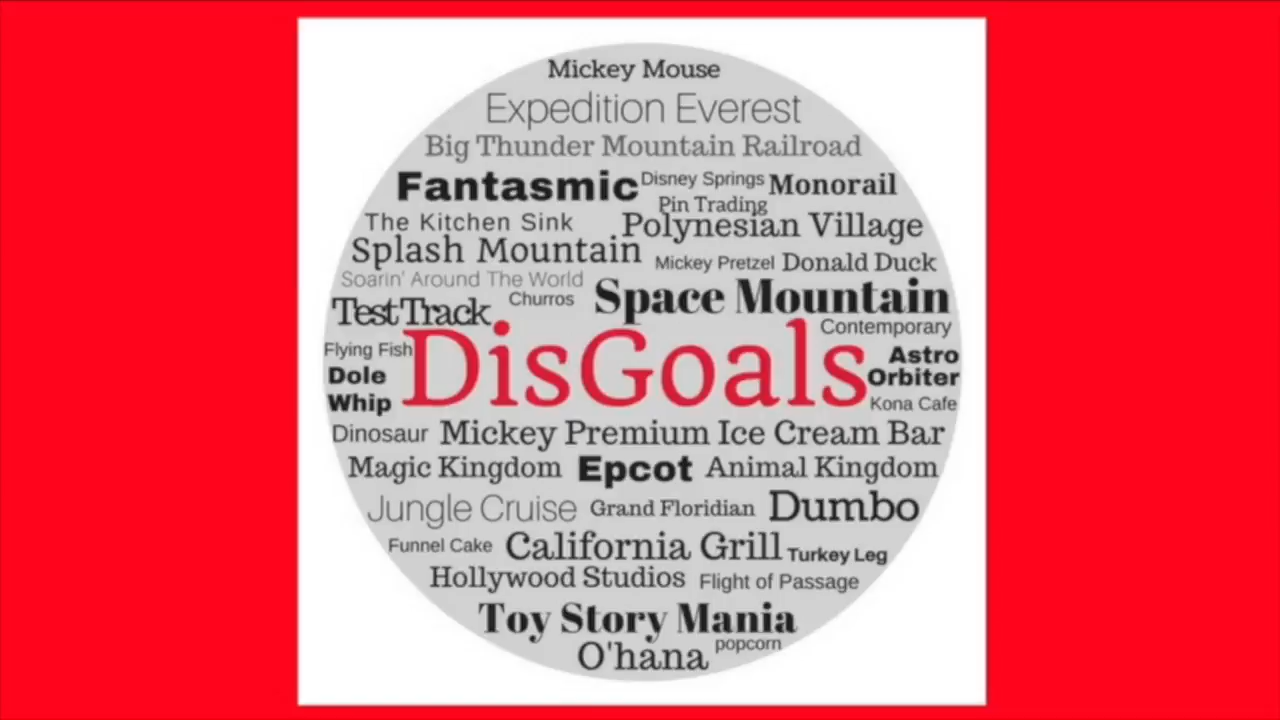 Mickey Mouse
Expedition Everest
Big Thunder Mountain Railroad
Fantasmic Disney Springs Monorail
Pin Trading
The Kitchen Sink Polynesian Village
Splash Mountain Mickey Pretzel Donald Duck
Soarin' Around The World
Churros Space Mountain
Test Track
Contemporary
Flying Fish DisGoals Astro
Dole Orbiter
Whip Kona Cafe
Dinosaur Mickey Premium Ice Cream Bar
Magic Kingdom Epcot Animal Kingdom
Jungle Cruise Grand Floridian Dumbo
Funnel Cake California Grill Turkey Leg
Hollywood Studios Flight of Passage
Toy Story Mania
popcorn
O'hana